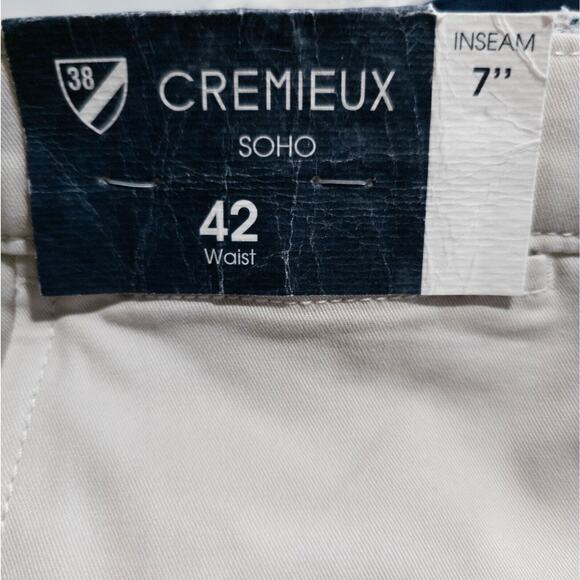 38
CREMIEUX
SOHO
42
Waist
INSEAM
7’’